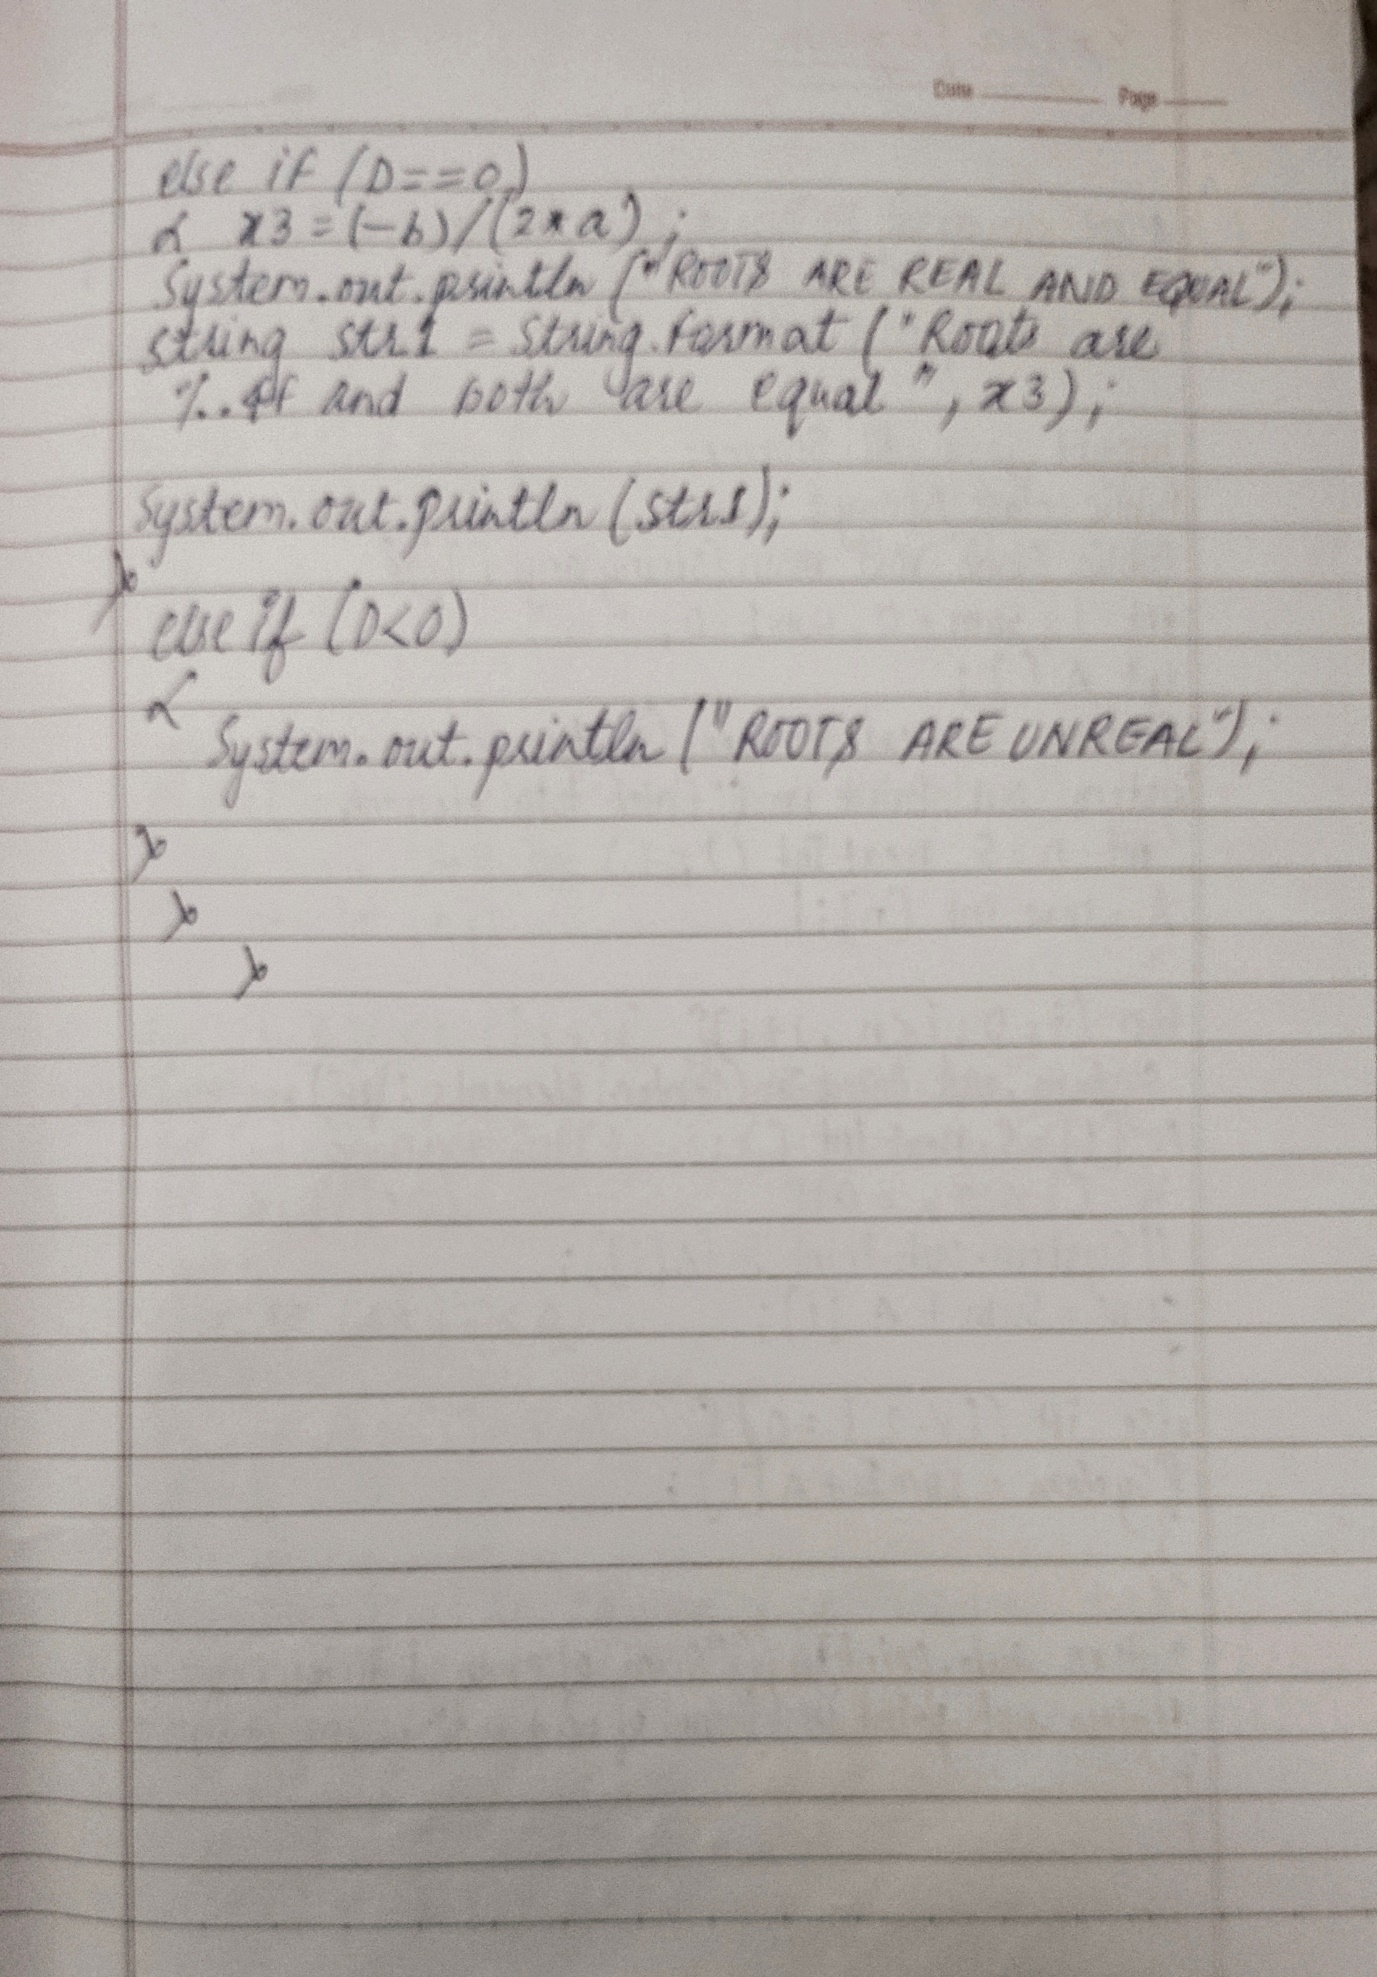 Date Page
else if (D==0)
{ x3 = (-b)/(2*a);
System.out.println ("ROOTS ARE REAL AND EQUAL");
string str1 = String.format ("Roots are
%.4f and both are equal", x3);
System.out.println (str1);
}
else if (D<0)
{
System.out.println ("ROOTS ARE UNREAL");
}
}
}